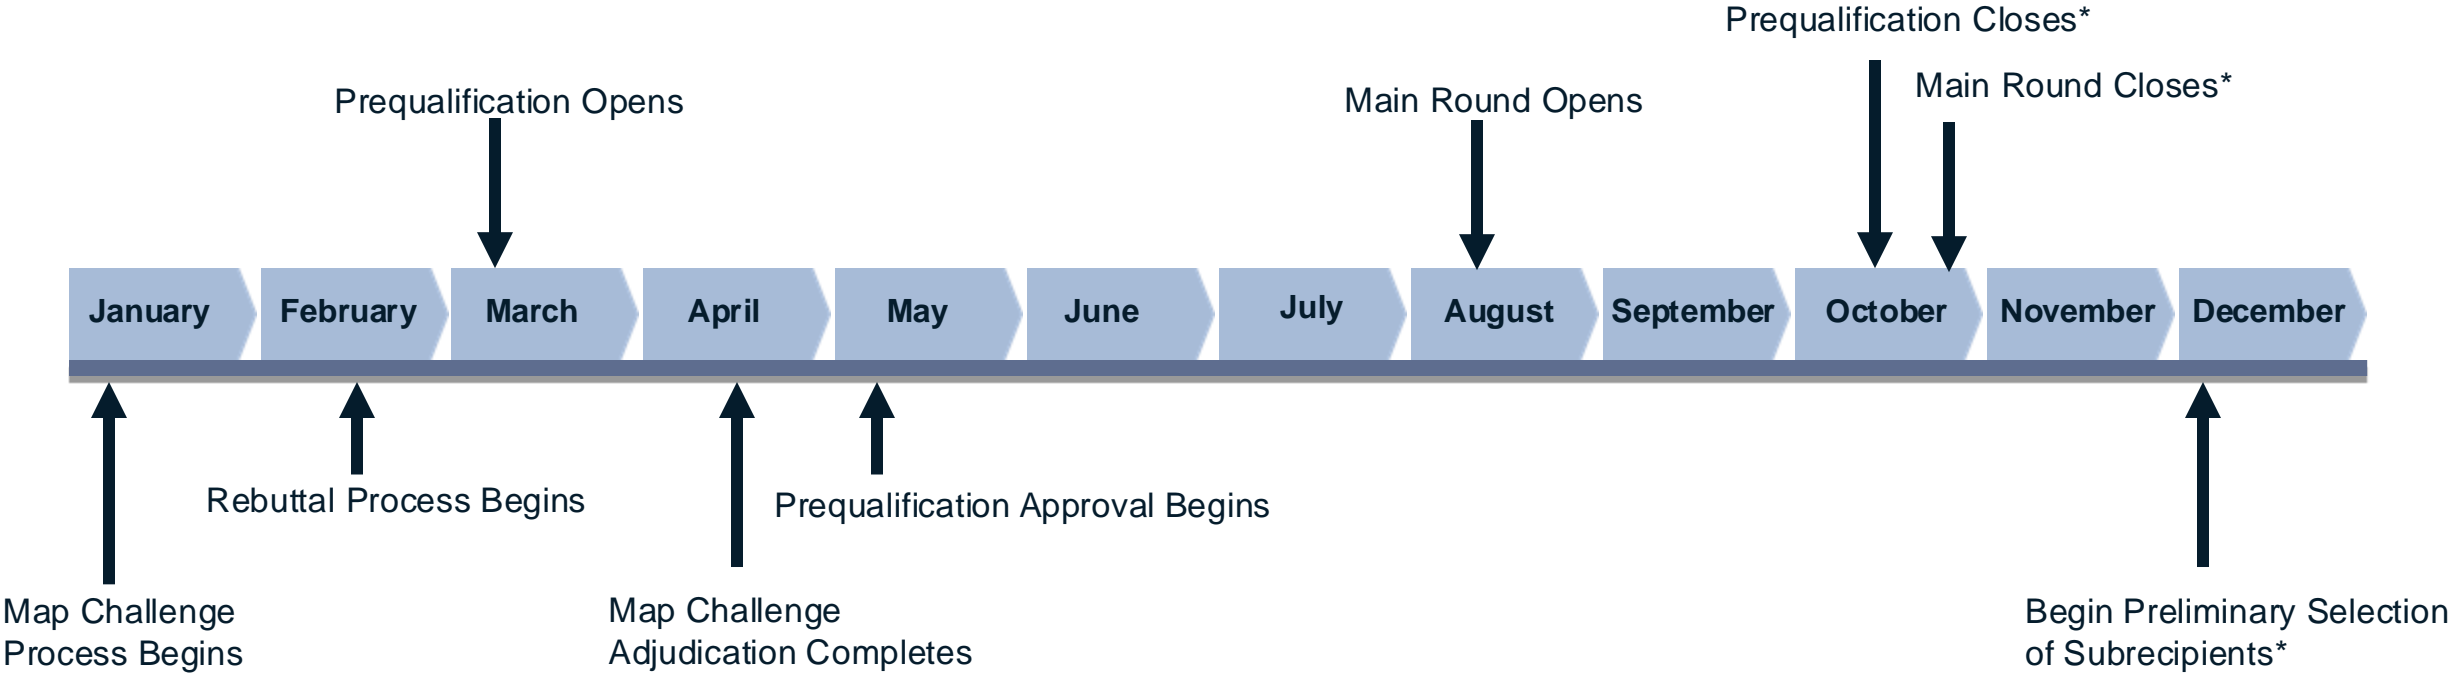 Prequalification Closes*
Main Round Closes*
Prequalification Opens
Main Round Opens
January
February
March
April
May
June
July
August
September
October
November
December
Rebuttal Process Begins
Prequalification Approval Begins
Map Challenge
Process Begins
Map Challenge
Adjudication Completes
Begin Preliminary Selection
of Subrecipients*